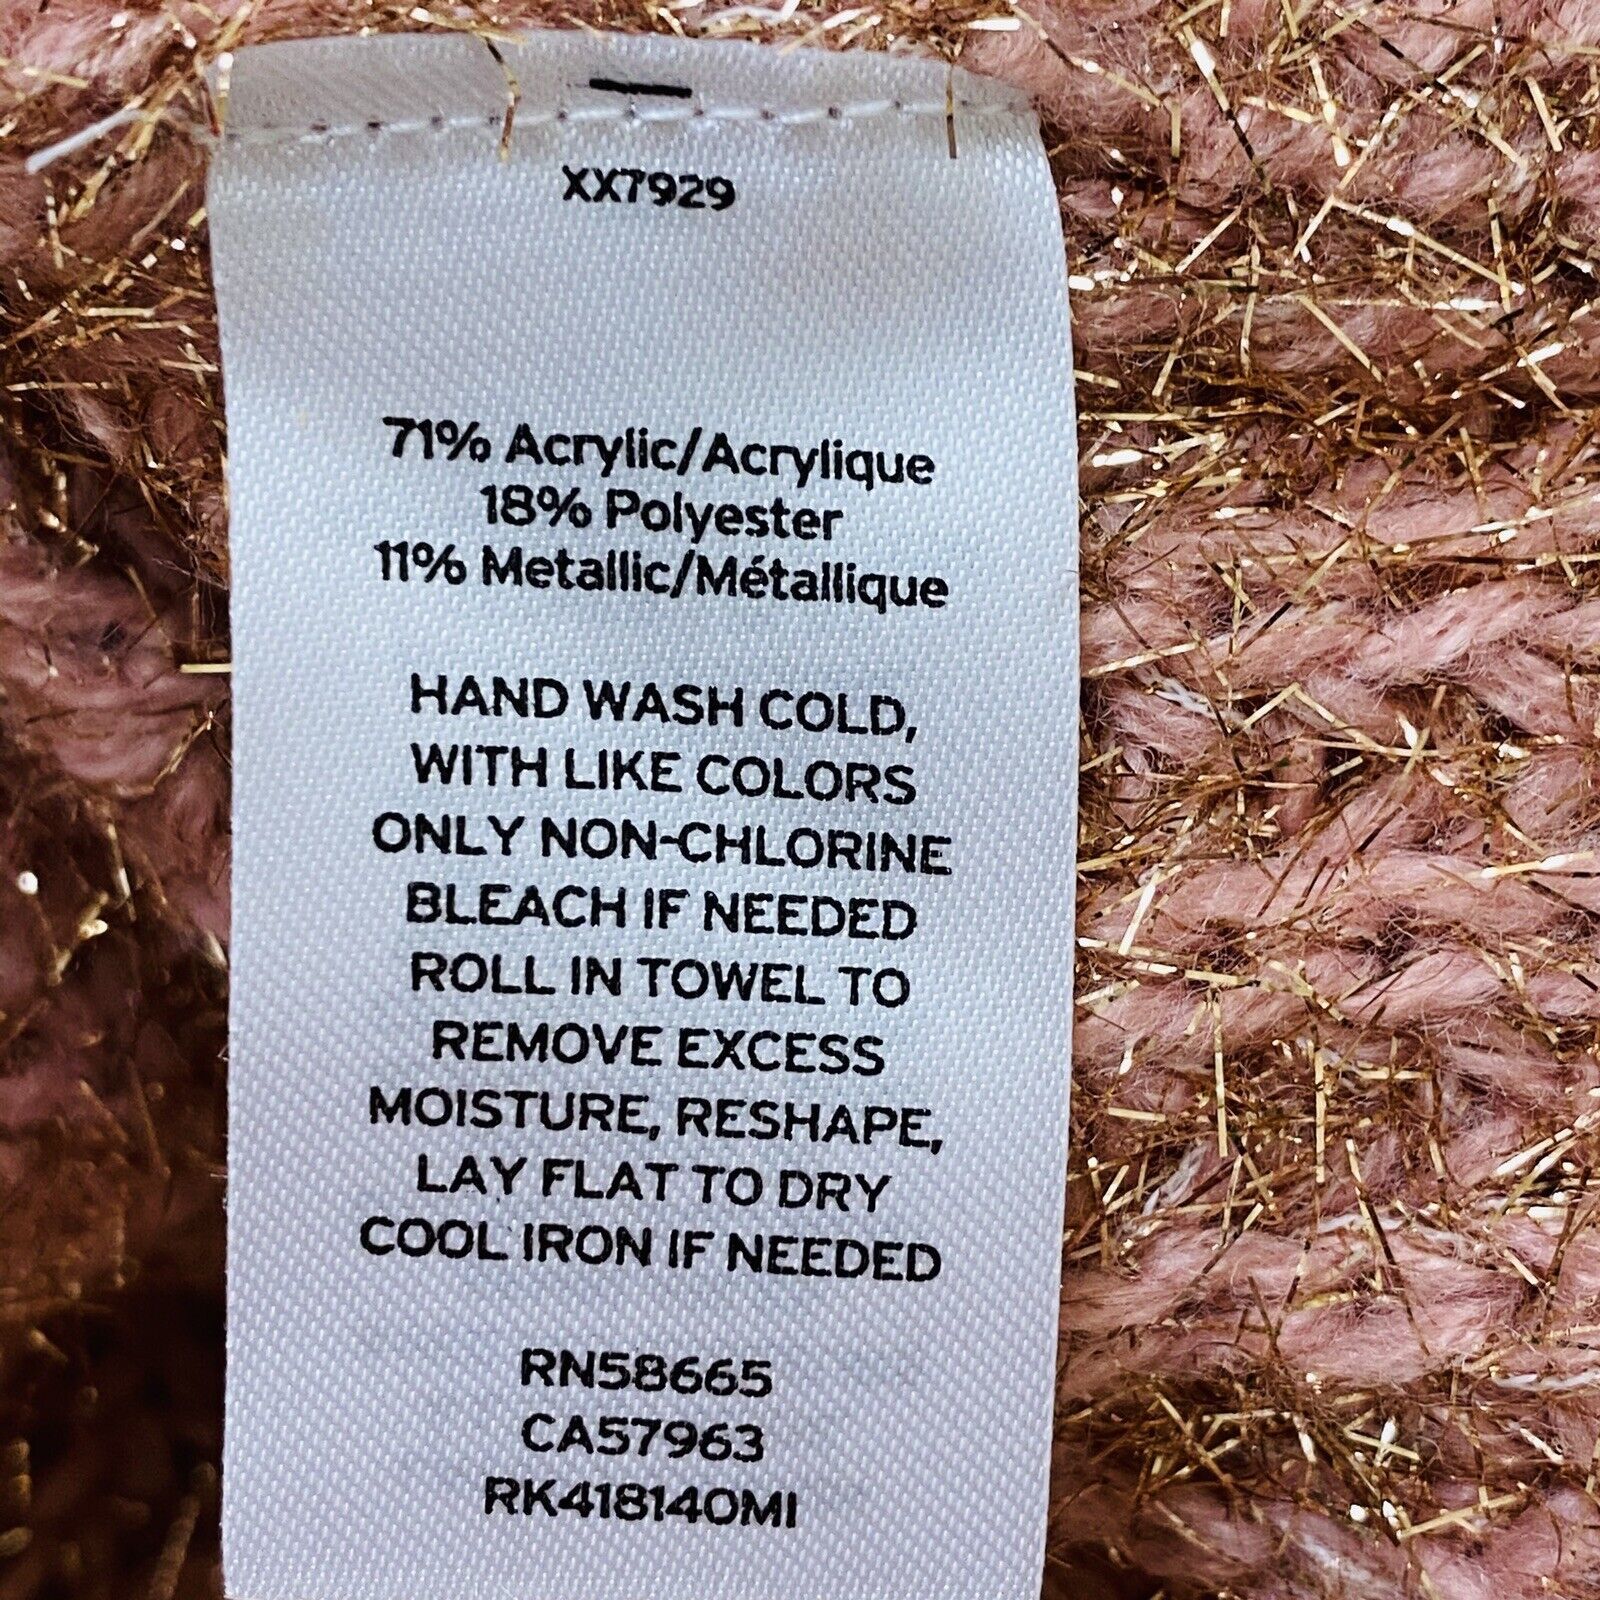 XX7929
71% Acrylic/Acrylique
18% Polyester
11% Metallic/Métallique
HAND WASH COLD,
WITH LIKE COLORS
ONLY NON-CHLORINE
BLEACH IF NEEDED
ROLL IN TOWEL TO
REMOVE EXCESS
MOISTURE, RESHAPE,
LAY FLAT TO DRY
COOL IRON IF NEEDED
RN58665
CA57963
RK418140MI